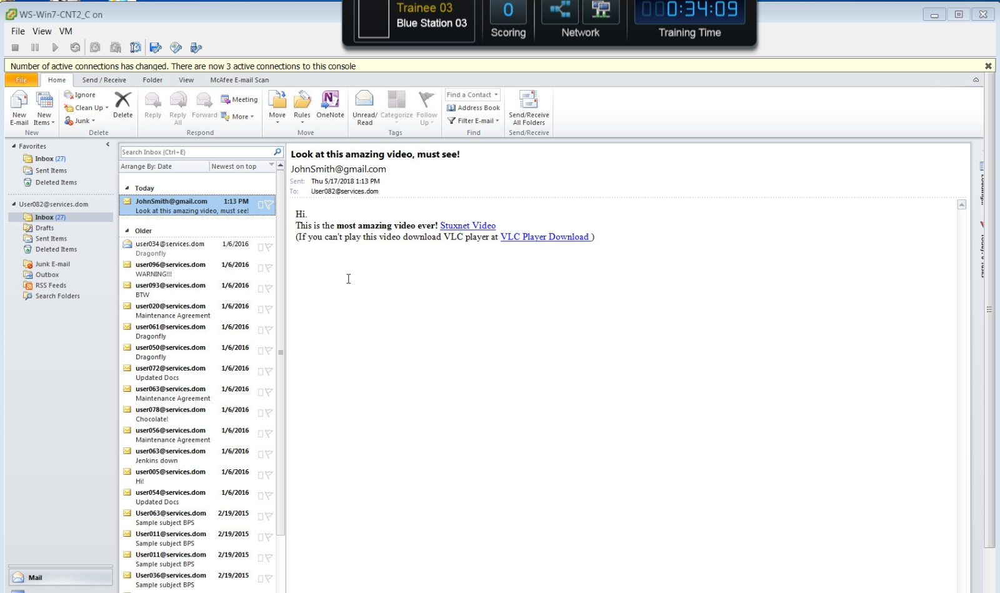 WS-Win7-CNT2_C on
Trainee 03
Blue Station 03
0
Scoring
Network
000:34:09
Training Time
File View VM
Number of active connections has changed. There are now 3 active connections to this console
File Home Send / Receive Folder View McAfee E-mail Scan
New E-mail
New Items
New
Ignore
Clean Up
Junk
Delete
Delete
Reply
Reply All
Forward
Meeting
More
Respond
Move
Rules
OneNote
Move
Unread/ Read
Categorize
Follow Up
Tags
Find a Contact
Address Book
Filter E-mail
Find
Send/Receive All Folders
Send/Receive
Favorites
Inbox (27)
Sent Items
Deleted Items
User082@services.dom
Inbox (27)
Drafts
Sent Items
Deleted Items
Junk E-mail
Outbox
RSS Feeds
Search Folders
Mail
Search Inbox (Ctrl+E)
Arrange By: Date Newest on top
Today
JohnSmith@gmail.com 1:13 PM
Look at this amazing video, must see!
Older
user034@services.dom 1/6/2016
Dragonfly
user096@services.dom 1/6/2016
WARNING!!!
user093@services.dom 1/6/2016
BTW
user020@services.dom 1/6/2016
Maintenance Agreement
user061@services.dom 1/6/2016
Dragonfly
user050@services.dom 1/6/2016
Dragonfly
user072@services.dom 1/6/2016
Updated Docs
user063@services.dom 1/6/2016
Maintenance Agreement
user078@services.dom 1/6/2016
Chocolate!
user056@services.dom 1/6/2016
Maintenance Agreement
user063@services.dom 1/6/2016
Jenkins down
user005@services.dom 1/6/2016
Hi!
user054@services.dom 1/6/2016
Updated Docs
User063@services.dom 2/19/2015
Sample subject BPS
User011@services.dom 2/19/2015
Sample subject BPS
User011@services.dom 2/19/2015
Sample subject BPS
User036@services.dom 2/19/2015
Sample subject BPS
Look at this amazing video, must see!
JohnSmith@gmail.com
Sent: Thu 5/17/2018 1:13 PM
To: User082@services.dom
Hi.
This is the most amazing video ever! Stuxnet Video
(If you can't play this video download VLC player at VLC Player Download )